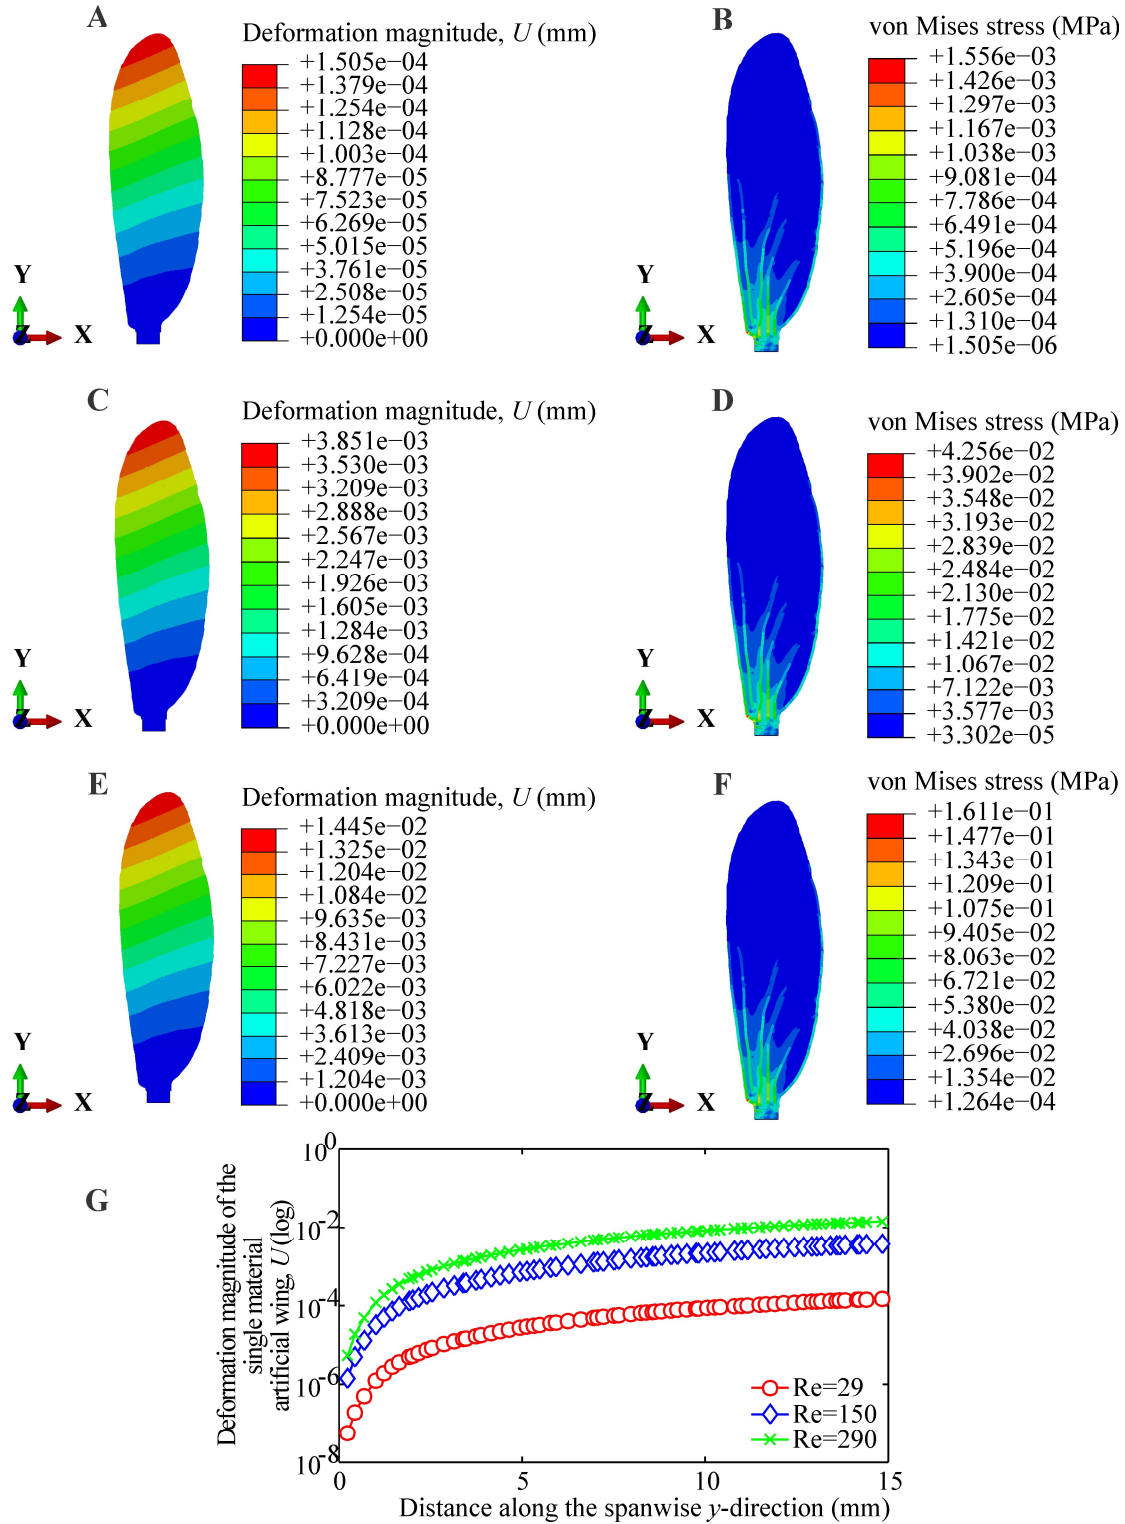 A
Deformation magnitude, U (mm)
+1.505e−04
+1.379e−04
+1.254e−04
+1.128e−04
+1.003e−04
+8.777e−05
+7.523e−05
+6.269e−05
+5.015e−05
+3.761e−05
+2.508e−05
+1.254e−05
+0.000e+00
Y
Z
X
B
von Mises stress (MPa)
+1.556e−03
+1.426e−03
+1.297e−03
+1.167e−03
+1.038e−03
+9.081e−04
+7.786e−04
+6.491e−04
+5.196e−04
+3.900e−04
+2.605e−04
+1.310e−04
+1.505e−06
Y
Z
X
C
Deformation magnitude, U (mm)
+3.851e−03
+3.530e−03
+3.209e−03
+2.888e−03
+2.567e−03
+2.247e−03
+1.926e−03
+1.605e−03
+1.284e−03
+9.628e−04
+6.419e−04
+3.209e−04
+0.000e+00
Y
Z
X
D
von Mises stress (MPa)
+4.256e−02
+3.902e−02
+3.548e−02
+3.193e−02
+2.839e−02
+2.484e−02
+2.130e−02
+1.775e−02
+1.421e−02
+1.067e−02
+7.122e−03
+3.577e−03
+3.302e−05
Y
Z
X
E
Deformation magnitude, U (mm)
+1.445e−02
+1.325e−02
+1.204e−02
+1.084e−02
+9.635e−03
+8.431e−03
+7.227e−03
+6.022e−03
+4.818e−03
+3.613e−03
+2.409e−03
+1.204e−03
+0.000e+00
Y
Z
X
F
von Mises stress (MPa)
+1.611e−01
+1.477e−01
+1.343e−01
+1.209e−01
+1.075e−01
+9.405e−02
+8.063e−02
+6.721e−02
+5.380e−02
+4.038e−02
+2.696e−02
+1.354e−02
+1.264e−04
Y
Z
X
G
Deformation magnitude of the
single material
artificial wing, U (log)
10^0
10^-2
10^-4
10^-6
10^-8
Re=29
Re=150
Re=290
0 5 10 15
Distance along the spanwise y-direction (mm)